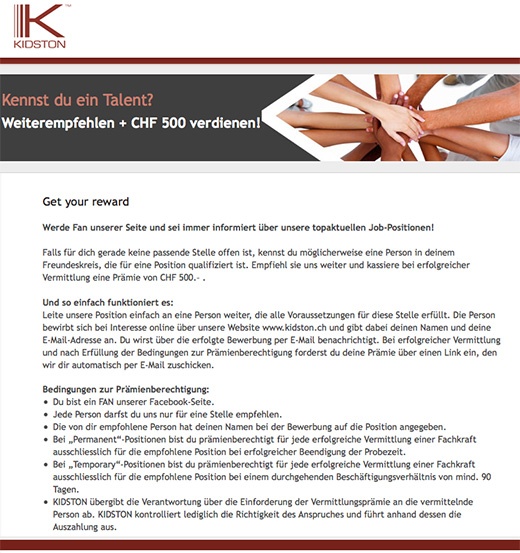 KIDSTON
Kennst du ein Talent?
Weiterempfehlen + CHF 500 verdienen!
Get your reward
Werde Fan unserer Seite und sei immer informiert über unsere topaktuellen Job-Positionen!
Falls für dich gerade keine passende Stelle offen ist, kennst du möglicherweise eine Person in deinem
Freundeskreis, die für eine Position qualifiziert ist. Empfiehl sie uns weiter und kassiere bei erfolgreicher
Vermittlung eine Prämie von CHF 500.- .
Und so einfach funktioniert es:
Leite unsere Position einfach an eine Person weiter, die alle Voraussetzungen für diese Stelle erfüllt. Die Person
bewirbt sich bei Interesse online über unsere Website www.kidston.ch und gibt dabei deinen Namen und deine
E-Mail-Adresse an. Du wirst über die erfolgte Bewerbung per E-Mail benachrichtigt. Bei erfolgreicher Vermittlung
und nach Erfüllung der Bedingungen zur Prämienberechtigung forderst du deine Prämie über einen Link ein, den
wir dir automatisch per E-Mail zuschicken.
Bedingungen zur Prämienberechtigung:
• Du bist ein FAN unserer Facebook-Seite.
• Jede Person darfst du uns nur für eine Stelle empfehlen.
• Die von dir empfohlene Person hat deinen Namen bei der Bewerbung auf die Position angegeben.
• Bei „Permanent“-Positionen bist du prämienberechtigt für jede erfolgreiche Vermittlung einer Fachkraft
ausschliesslich für die empfohlene Position bei erfolgreicher Beendigung der Probezeit.
• Bei „Temporary“-Positionen bist du prämienberechtigt für jede erfolgreiche Vermittlung einer Fachkraft
ausschliesslich für die empfohlene Position bei einem durchgehenden Beschäftigungsverhältnis von mind. 90
Tagen.
• KIDSTON übergibt die Verantwortung über die Einforderung der Vermittlungsprämie an die vermittelnde
Person ab. KIDSTON kontrolliert lediglich die Richtigkeit des Anspruches und führt anhand dessen die
Auszahlung aus.